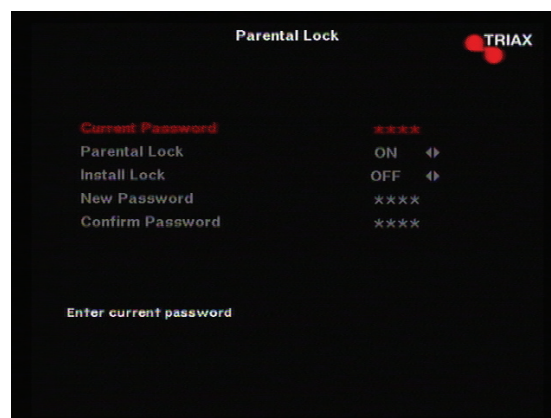 Parental Lock
TRIAX
Current Password ****
Parental Lock ON
Install Lock OFF
New Password ****
Confirm Password ****
Enter current password